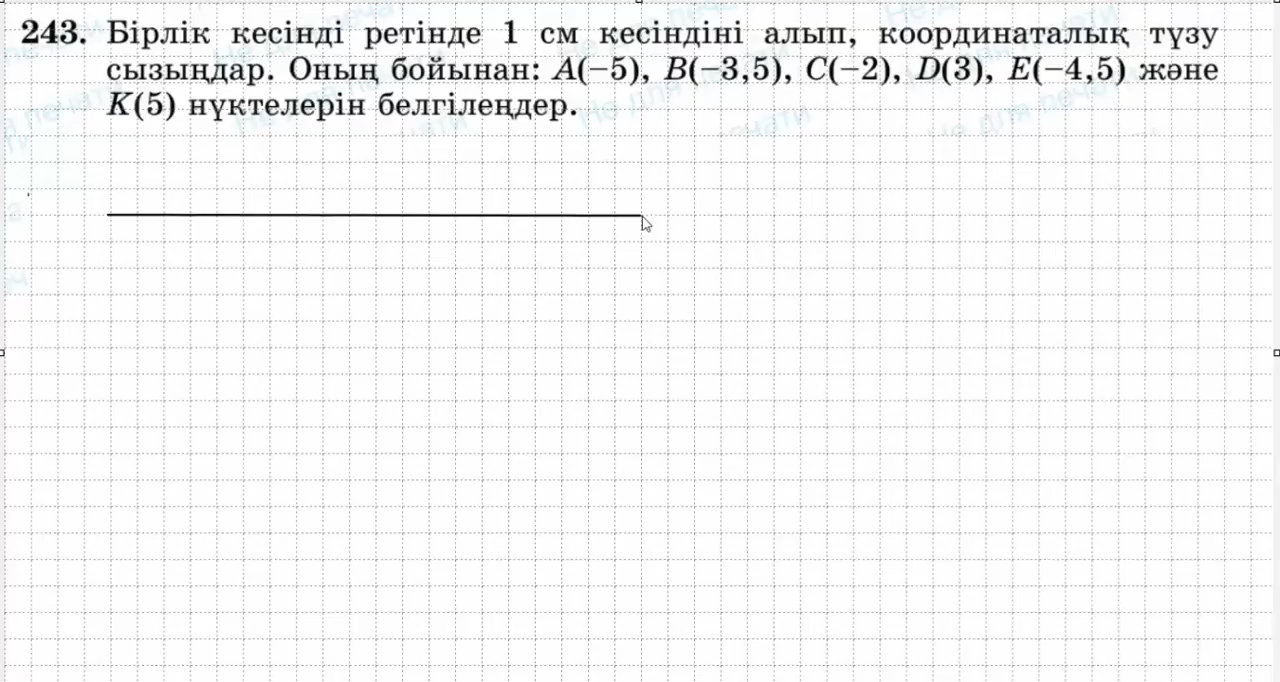 243. Бірлік кесінді ретінде 1 см кесіндіні алып, координаталық түзу
сызыңдар. Оның бойынан: A(−5), B(−3,5), C(−2), D(3), E(−4,5) және
K(5) нүктелерін белгілеңдер.